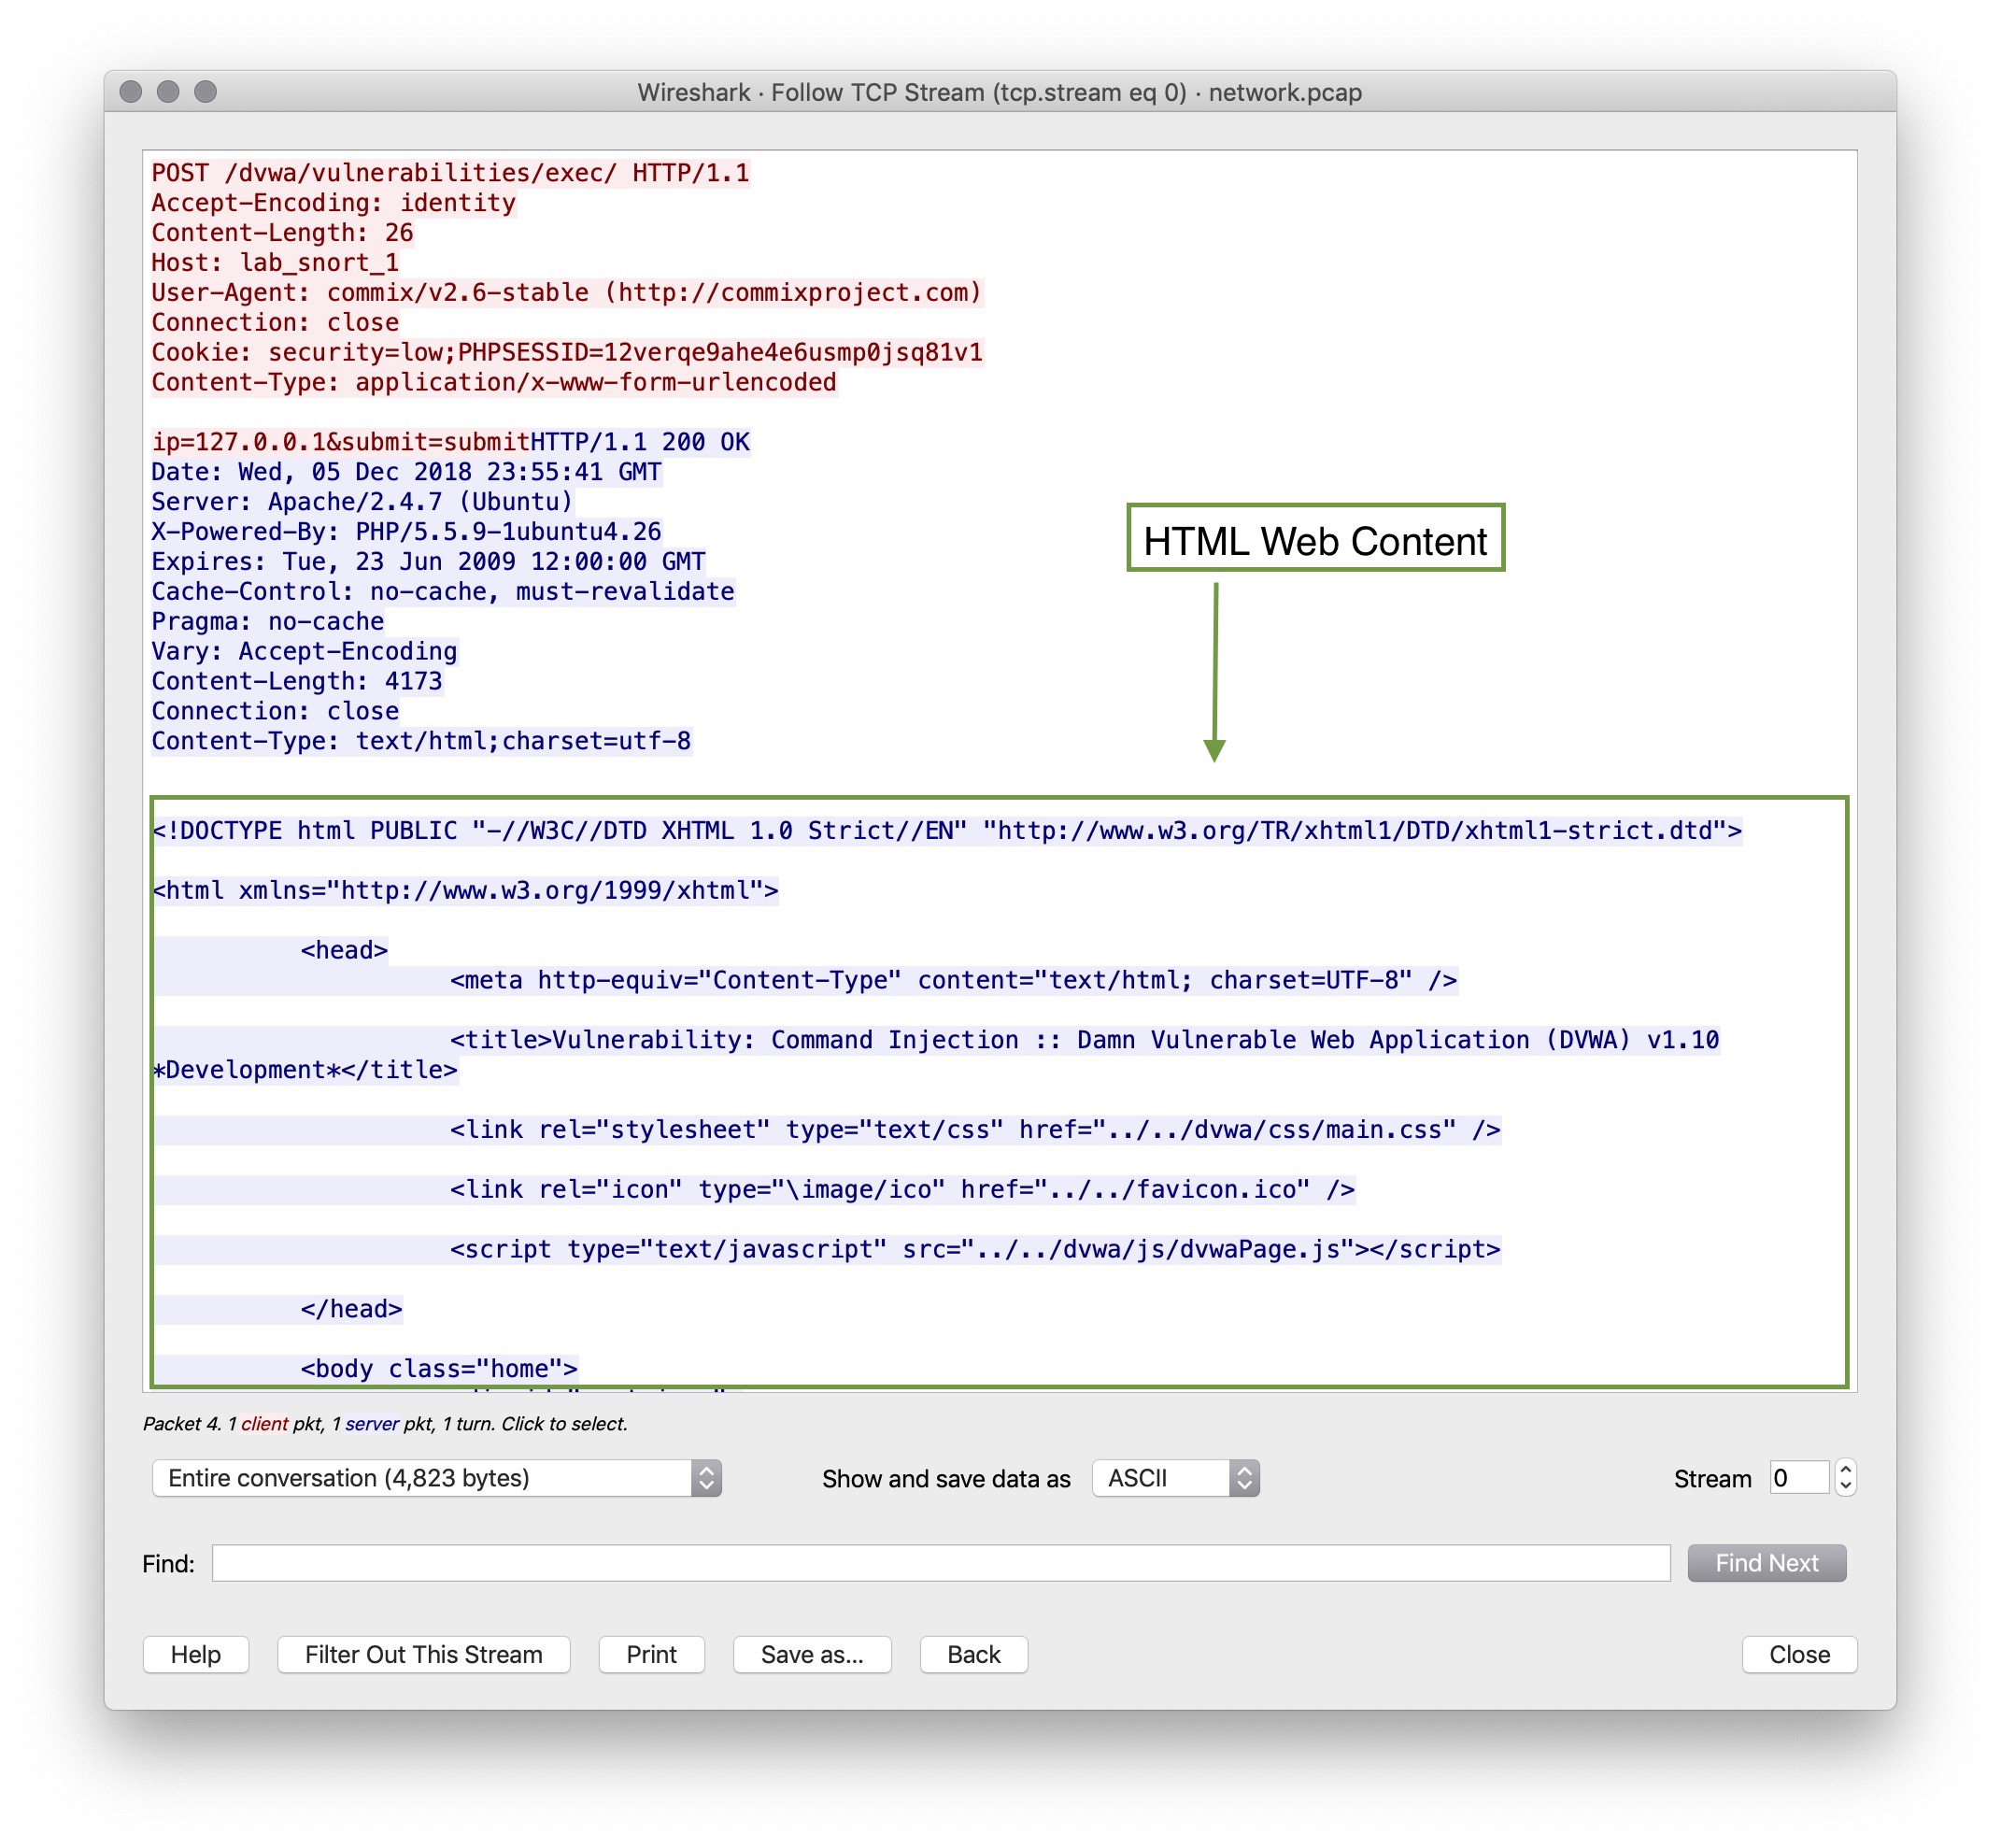 Wireshark · Follow TCP Stream (tcp.stream eq 0) · network.pcap
POST /dvwa/vulnerabilities/exec/ HTTP/1.1
Accept-Encoding: identity
Content-Length: 26
Host: lab_snort_1
User-Agent: commix/v2.6-stable (http://commixproject.com)
Connection: close
Cookie: security=low;PHPSESSID=12verqe9ahe4e6usmp0jsq81v1
Content-Type: application/x-www-form-urlencoded
ip=127.0.0.1&submit=submitHTTP/1.1 200 OK
Date: Wed, 05 Dec 2018 23:55:41 GMT
Server: Apache/2.4.7 (Ubuntu)
X-Powered-By: PHP/5.5.9-1ubuntu4.26
Expires: Tue, 23 Jun 2009 12:00:00 GMT
Cache-Control: no-cache, must-revalidate
Pragma: no-cache
Vary: Accept-Encoding
Content-Length: 4173
Connection: close
Content-Type: text/html;charset=utf-8
HTML Web Content
<!DOCTYPE html PUBLIC "-//W3C//DTD XHTML 1.0 Strict//EN" "http://www.w3.org/TR/xhtml1/DTD/xhtml1-strict.dtd">
<html xmlns="http://www.w3.org/1999/xhtml">
<head>
<meta http-equiv="Content-Type" content="text/html; charset=UTF-8" />
<title>Vulnerability: Command Injection :: Damn Vulnerable Web Application (DVWA) v1.10
*Development*</title>
<link rel="stylesheet" type="text/css" href="../../dvwa/css/main.css" />
<link rel="icon" type="\image/ico" href="../../favicon.ico" />
<script type="text/javascript" src="../../dvwa/js/dvwaPage.js"></script>
</head>
<body class="home">
Packet 4. 1 client pkt, 1 server pkt, 1 turn. Click to select.
Entire conversation (4,823 bytes)
Show and save data as
ASCII
Stream
0
Find:
Find Next
Help
Filter Out This Stream
Print
Save as...
Back
Close